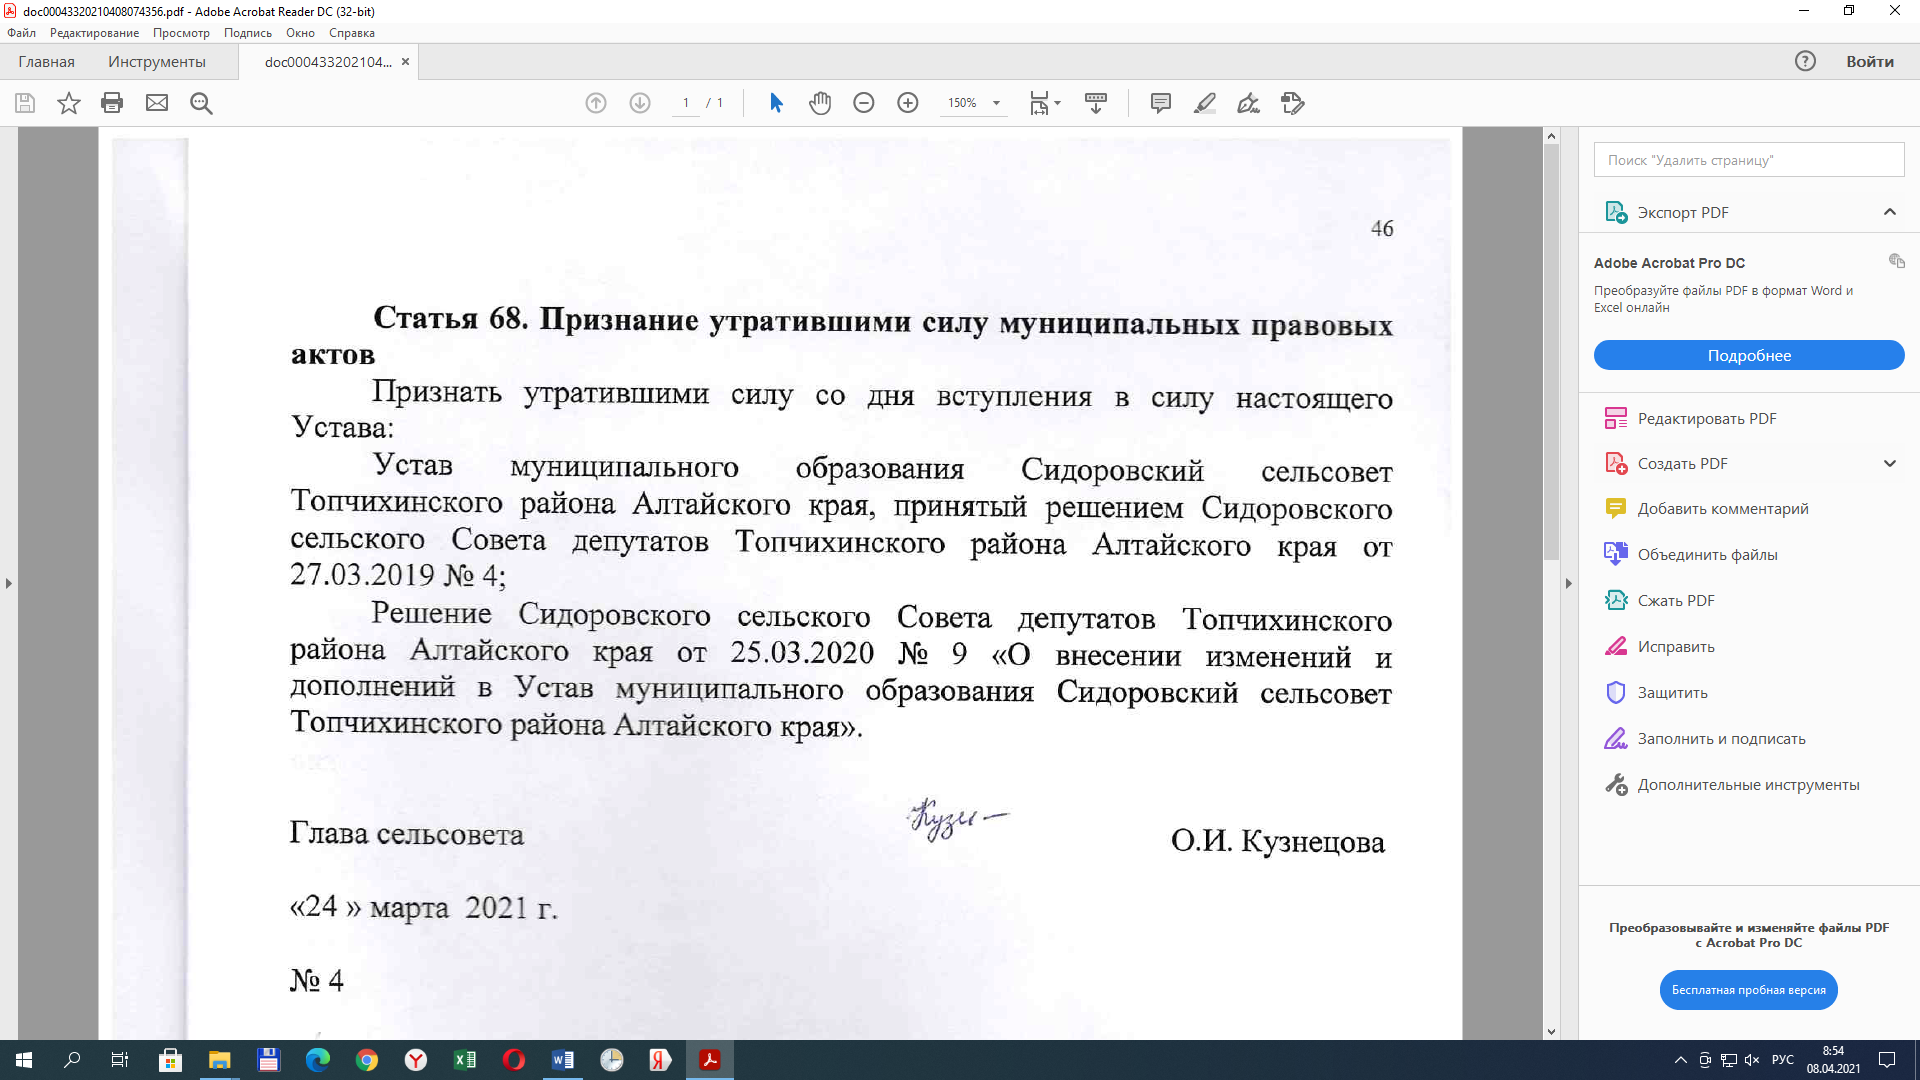 doc00043320210408074356.pdf - Adobe Acrobat Reader DC (32-bit)
Файл Редактирование Просмотр Подпись Окно Справка
Главная Инструменты doc000433202104... × Войти
1 / 1 150%
46
Статья 68. Признание утратившими силу муниципальных правовых
актов
Признать утратившими силу со дня вступления в силу настоящего
Устава:
Устав муниципального образования Сидоровский сельсовет
Топчихинского района Алтайского края, принятый решением Сидоровского
сельского Совета депутатов Топчихинского района Алтайского края от
27.03.2019 № 4;
Решение Сидоровского сельского Совета депутатов Топчихинского
района Алтайского края от 25.03.2020 № 9 «О внесении изменений и
дополнений в Устав муниципального образования Сидоровский сельсовет
Топчихинского района Алтайского края».
Глава сельсовета О.И. Кузнецова
«24 » марта 2021 г.
№ 4
Поиск "Удалить страницу"
Экспорт PDF
Adobe Acrobat Pro DC
Преобразуйте файлы PDF в формат Word и
Excel онлайн
Подробнее
Редактировать PDF
Создать PDF
Добавить комментарий
Объединить файлы
Сжать PDF
Исправить
Защитить
Заполнить и подписать
Дополнительные инструменты
Преобразовывайте и изменяйте файлы PDF
с Acrobat Pro DC
Бесплатная пробная версия
РУС
8:54
08.04.2021